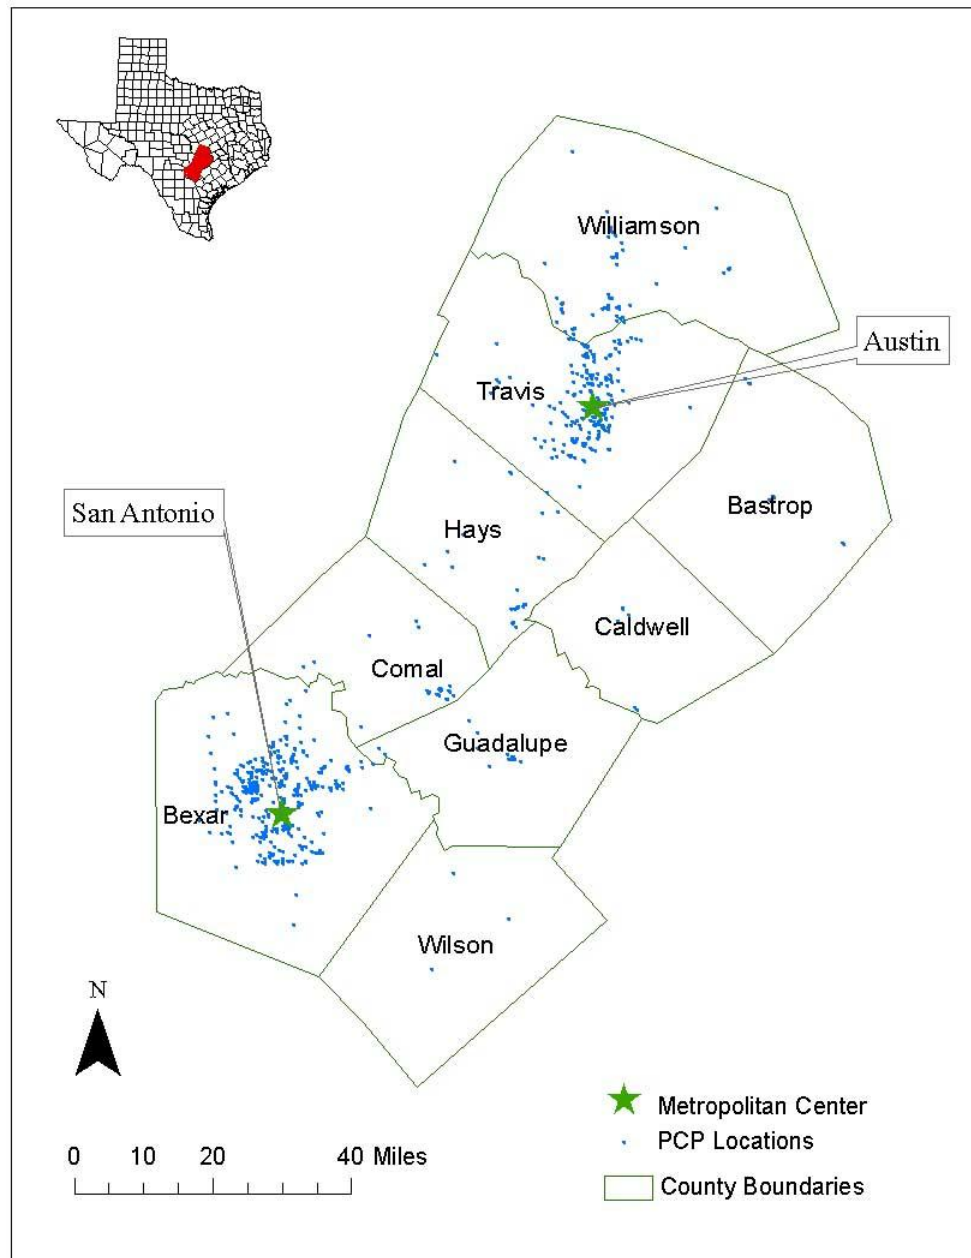 Williamson
Austin
Travis
San Antonio
Bastrop
Hays
Caldwell
Comal
Guadalupe
Bexar
Wilson
N
Metropolitan Center
PCP Locations
County Boundaries
0 10 20 40 Miles